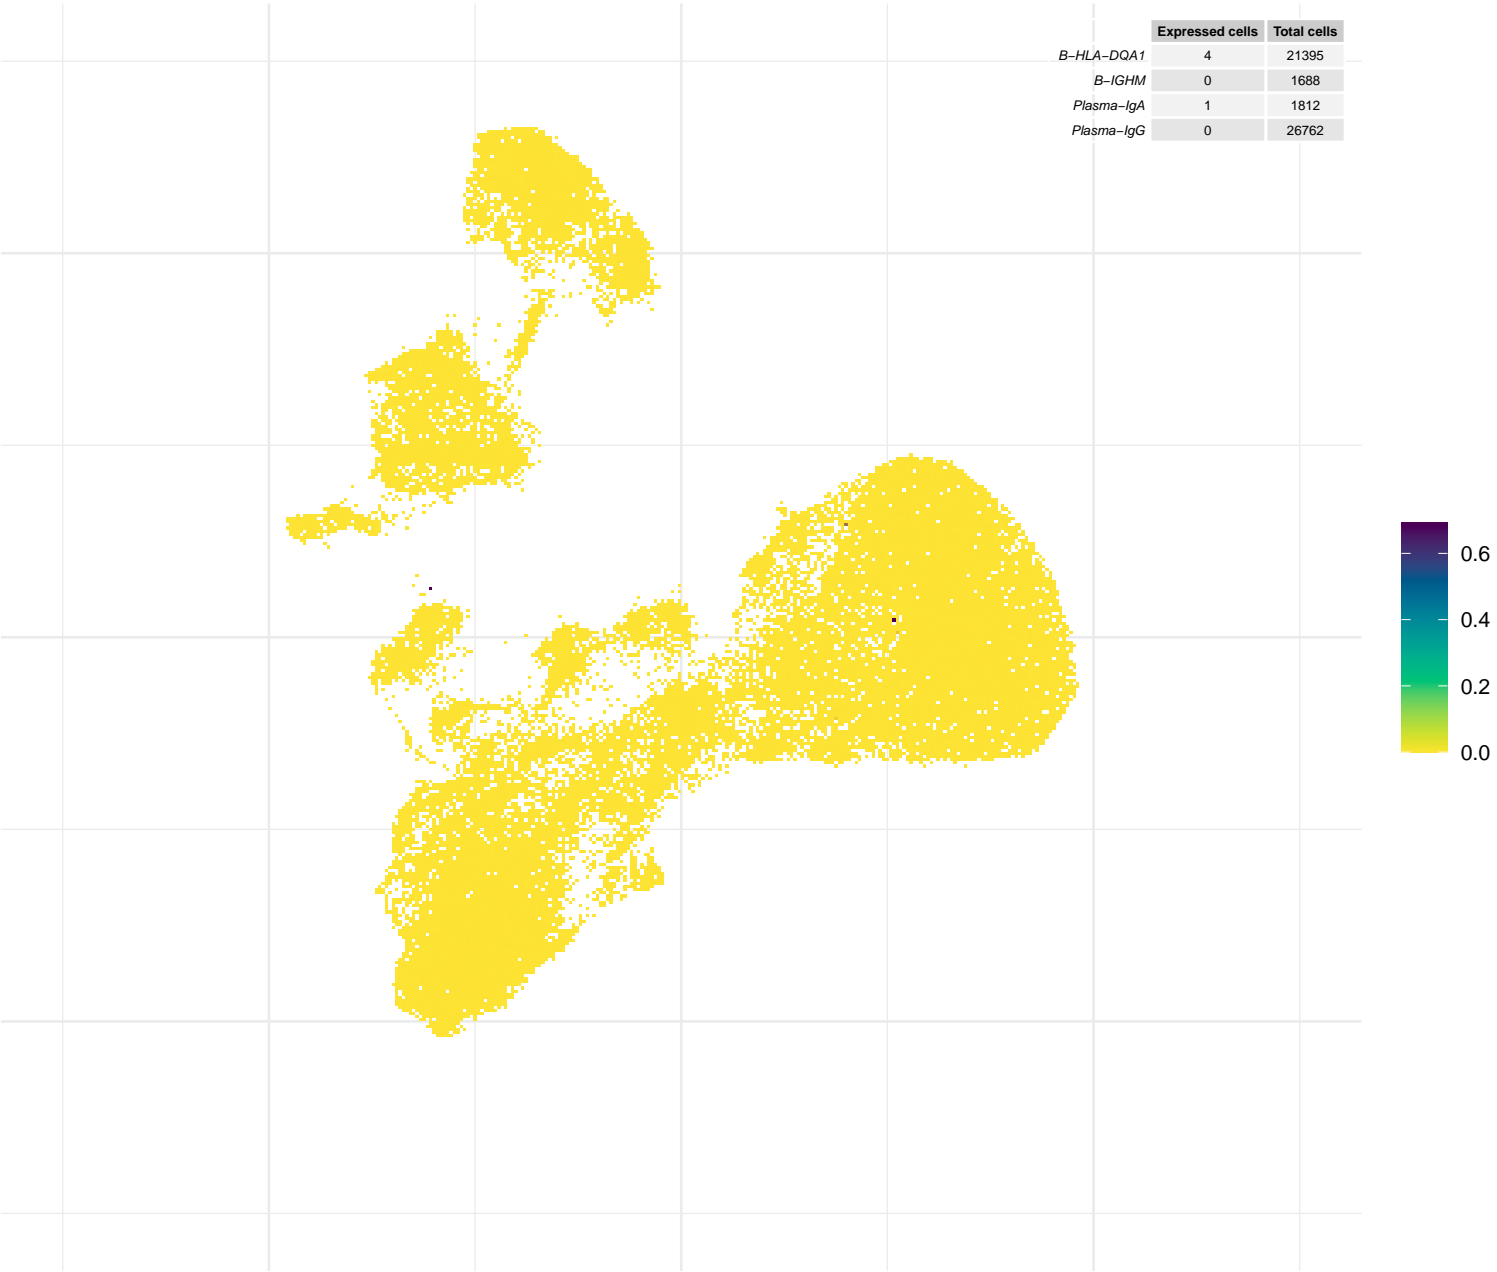 Expressed cells Total cells
B−HLA−DQA1 4 21395
B−IGHM 0 1688
Plasma−IgA 1 1812
Plasma−IgG 0 26762
0.6
0.4
0.2
0.0